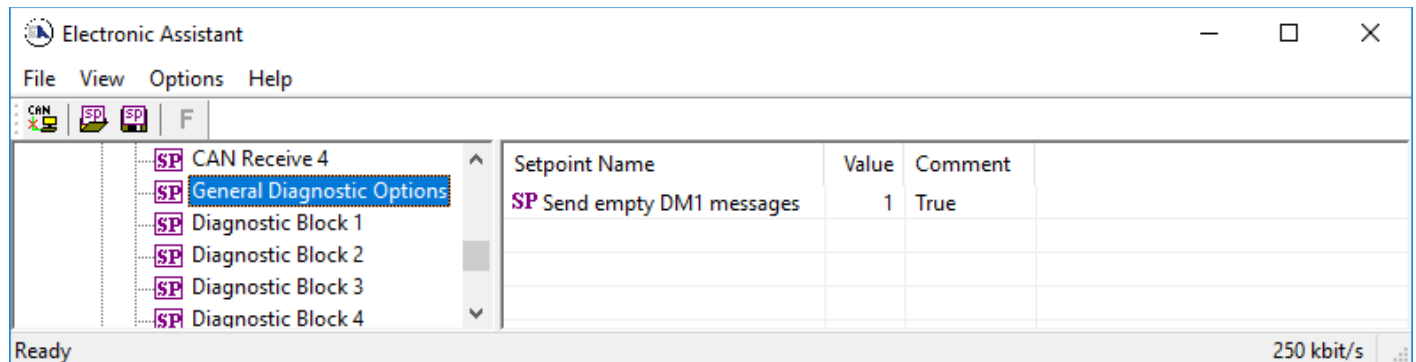 Electronic Assistant
File View Options Help
CAN SP SP F
SP CAN Receive 4
SP General Diagnostic Options
SP Diagnostic Block 1
SP Diagnostic Block 2
SP Diagnostic Block 3
SP Diagnostic Block 4
Setpoint Name Value Comment
SP Send empty DM1 messages 1 True
Ready 250 kbit/s